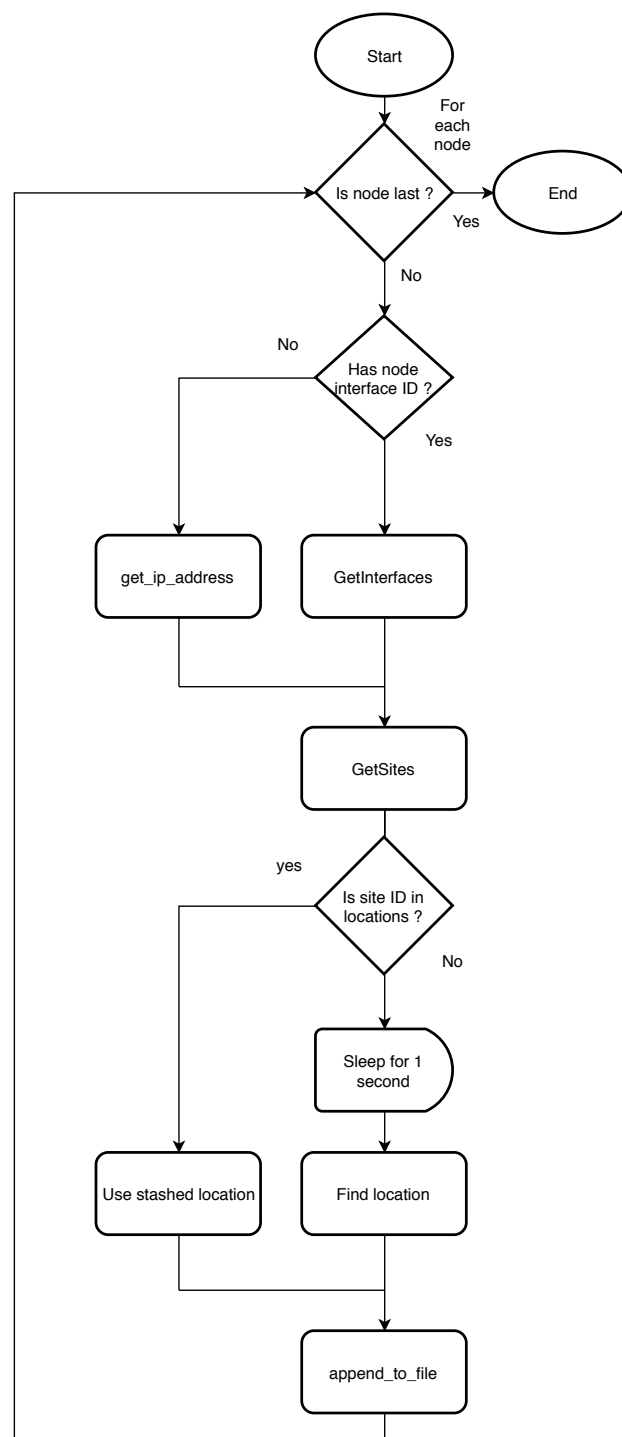 Start
For
each
node
Is node last ?
End
Yes
No
No
Has node
interface ID ?
Yes
get_ip_address
GetInterfaces
GetSites
yes
Is site ID in
locations ?
No
Sleep for 1
second
Use stashed location
Find location
append_to_file